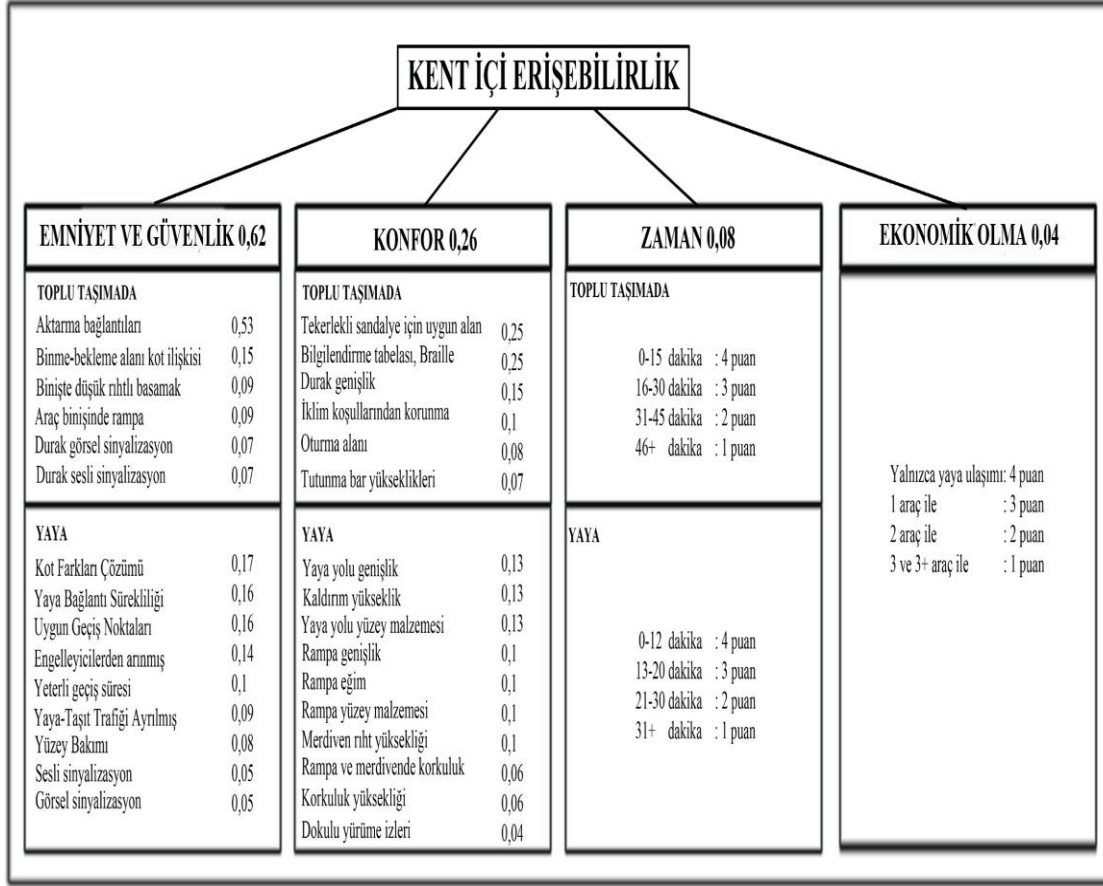 KENT İÇİ ERİŞEBİLİRLİK
EMNİYET VE GÜVENLİK 0,62
TOPLU TAŞIMADA
Aktarma bağlantıları 0,53
Binme-bekleme alanı kot ilişkisi 0,15
Binişte düşük rıhtlı basamak 0,09
Araç binişinde rampa 0,09
Durak görsel sinyalizasyon 0,07
Durak sesli sinyalizasyon 0,07
YAYA
Kot Farkları Çözümü 0,17
Yaya Bağlantı Sürekliliği 0,16
Uygun Geçiş Noktaları 0,16
Engelleyicilerden arınmış 0,14
Yeterli geçiş süresi 0,1
Yaya-Taşıt Trafiği Ayrılmış 0,09
Yüzey Bakımı 0,08
Sesli sinyalizasyon 0,05
Görsel sinyalizasyon 0,05
KONFOR 0,26
TOPLU TAŞIMADA
Tekerlekli sandalye için uygun alan 0,25
Bilgilendirme tabelası, Braille 0,25
Durak genişlik 0,15
İklim koşullarından korunma 0,1
Oturma alanı 0,08
Tutunma bar yükseklikleri 0,07
YAYA
Yaya yolu genişlik 0,13
Kaldırım yükseklik 0,13
Yaya yolu yüzey malzemesi 0,13
Rampa genişlik 0,1
Rampa eğim 0,1
Rampa yüzey malzemesi 0,1
Merdiven rıht yüksekliği 0,1
Rampa ve merdivende korkuluk 0,06
Korkuluk yüksekliği 0,06
Dokulu yürüme izleri 0,04
ZAMAN 0,08
TOPLU TAŞIMADA
0-15 dakika : 4 puan
16-30 dakika : 3 puan
31-45 dakika : 2 puan
46+ dakika : 1 puan
YAYA
0-12 dakika : 4 puan
13-20 dakika : 3 puan
21-30 dakika : 2 puan
31+ dakika : 1 puan
EKONOMİK OLMA 0,04
Yalnızca yaya ulaşımı: 4 puan
1 araç ile : 3 puan
2 araç ile : 2 puan
3 ve 3+ araç ile : 1 puan